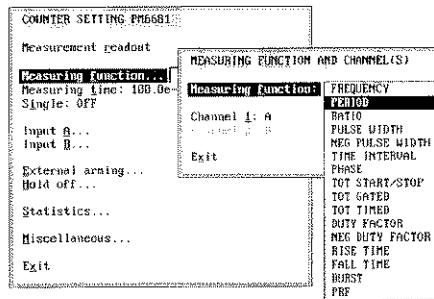 COUNTER SETTING PM6681
Measurement readout
Measuring function...
Measuring time: 100.0e-
Single: OFF
Input A...
Input B...
External arming...
Hold off...
Statistics...
Miscellaneous...
Exit
MEASURING FUNCTION AND CHANNEL(S)
Measuring function:
Channel 1: A
Exit
FREQUENCY
PERIOD
RATIO
PULSE WIDTH
NEG PULSE WIDTH
TIME INTERVAL
PHASE
TOT START/STOP
TOT GATED
TOT TIMED
DUTY FACTOR
NEG DUTY FACTOR
RISE TIME
FALL TIME
BURST
PRF